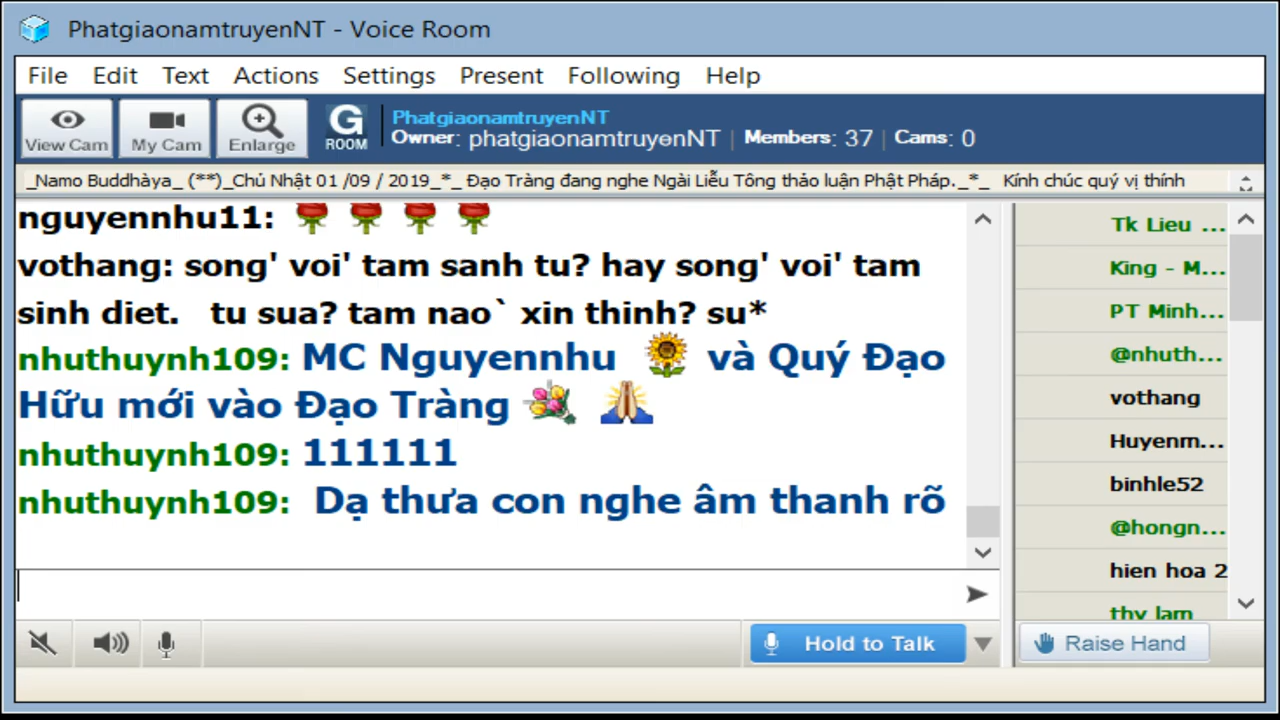 PhatgiaonamtruyenNT - Voice Room
File Edit Text Actions Settings Present Following Help
View Cam My Cam Enlarge G ROOM
PhatgiaonamtruyenNT
Owner: phatgiaonamtruyenNT | Members: 37 | Cams: 0
_Namo Buddhàya_ (**)_Chủ Nhật 01 /09 / 2019_*_ Đạo Tràng đang nghe Ngài Liễu Tông thảo luận Phật Pháp._*_ Kính chúc quý vị thính
nguyennhu11:
vothang: song' voi' tam sanh tu? hay song' voi' tam
sinh diet. tu sua? tam nao` xin thinh? su*
nhuthuynh109: MC Nguyennhu và Quý Đạo
Hữu mới vào Đạo Tràng
nhuthuynh109: 111111
nhuthuynh109: Dạ thưa con nghe âm thanh rõ
Tk Lieu ...
King - M...
PT Minh...
@nhuth...
vothang
Huyenm...
binhle52
@hongn...
hien hoa 2
thy lam
Hold to Talk
Raise Hand